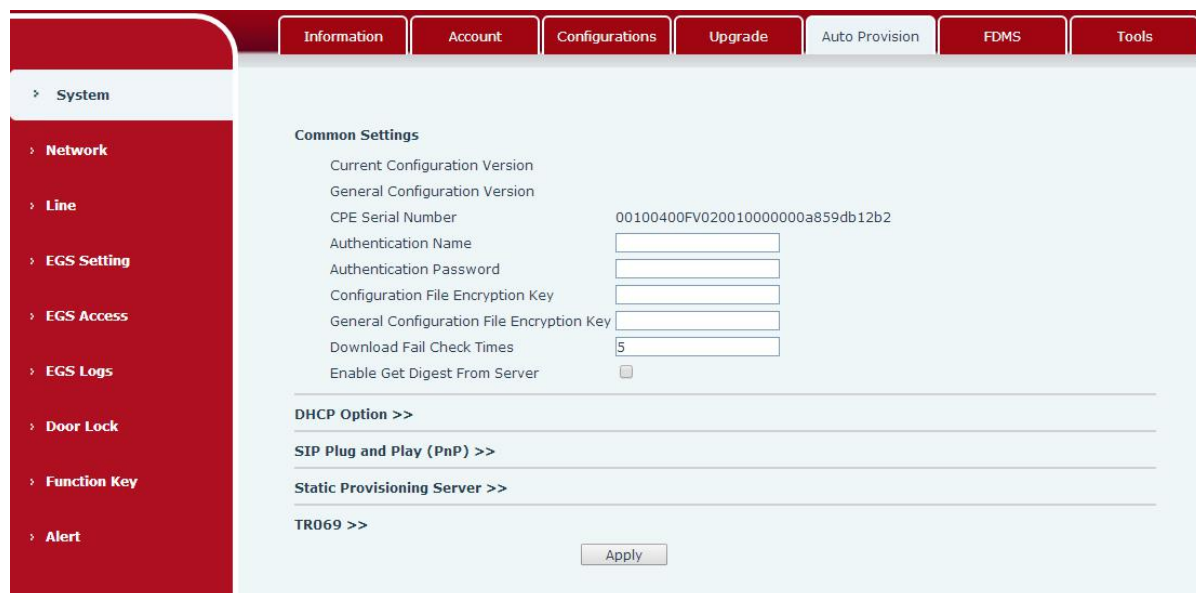 Information Account Configurations Upgrade Auto Provision FDMS Tools
› System
› Network
› Line
› EGS Setting
› EGS Access
› EGS Logs
› Door Lock
› Function Key
› Alert
Common Settings
Current Configuration Version
General Configuration Version
CPE Serial Number 00100400FV020010000000a859db12b2
Authentication Name
Authentication Password
Configuration File Encryption Key
General Configuration File Encryption Key
Download Fail Check Times 5
Enable Get Digest From Server
DHCP Option >>
SIP Plug and Play (PnP) >>
Static Provisioning Server >>
TR069 >>
Apply